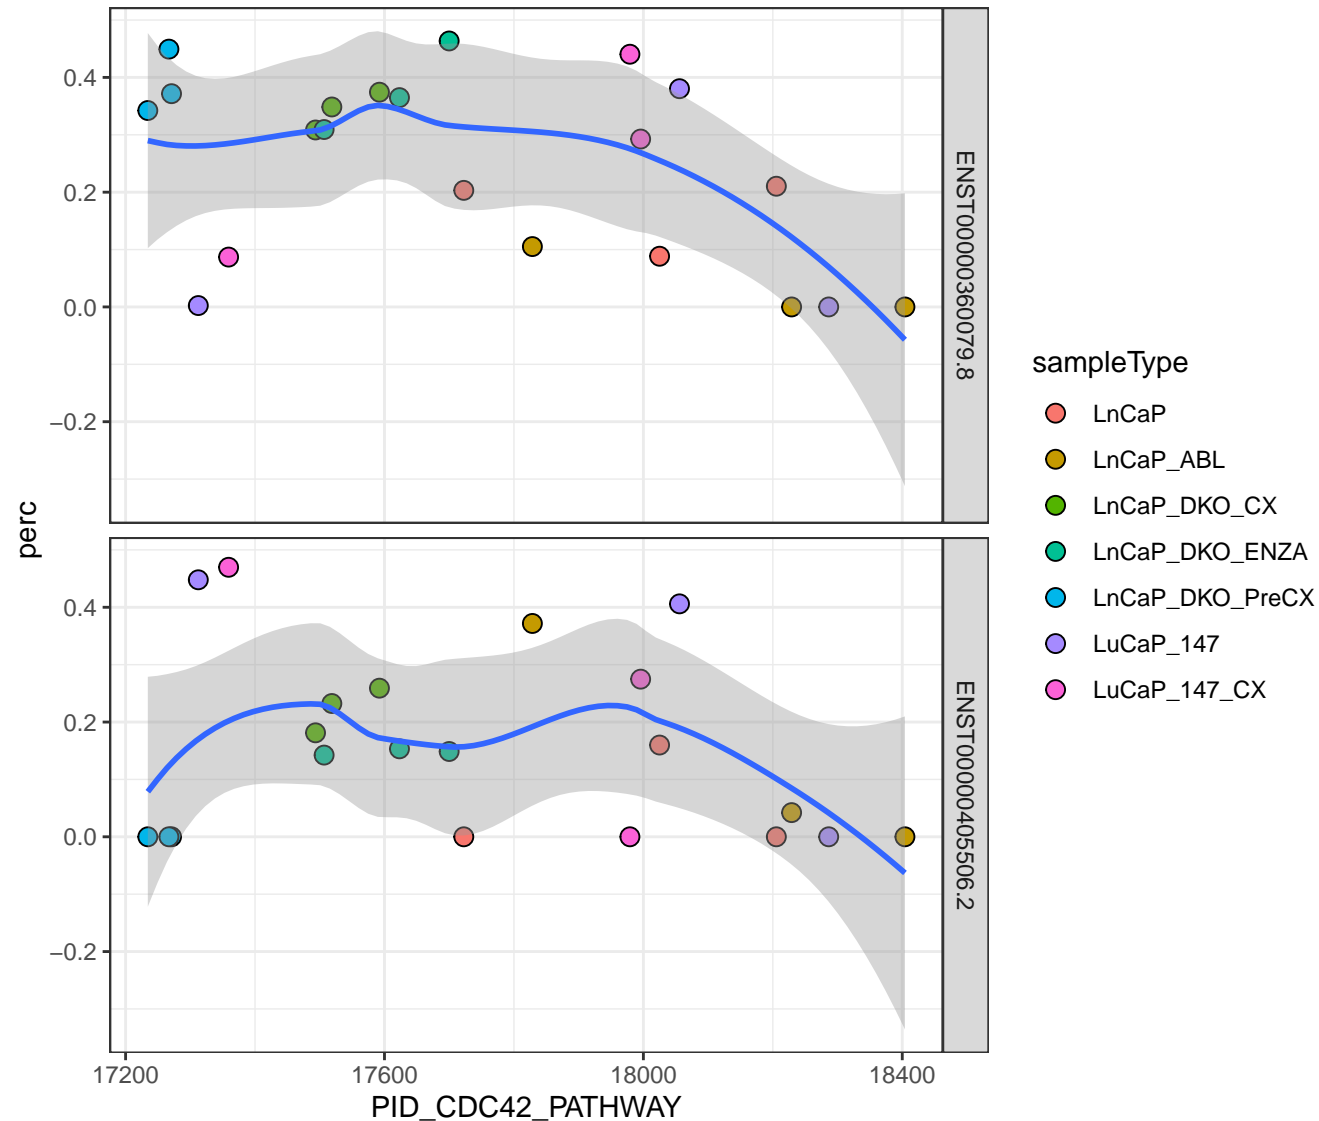 0.4
0.2
0.0
−0.2
ENST00000360079.8
perc
0.4
0.2
0.0
−0.2
ENST00000405506.2
17200
17600
18000
18400
PID_CDC42_PATHWAY
sampleType
LnCaP
LnCaP_ABL
LnCaP_DKO_CX
LnCaP_DKO_ENZA
LnCaP_DKO_PreCX
LuCaP_147
LuCaP_147_CX